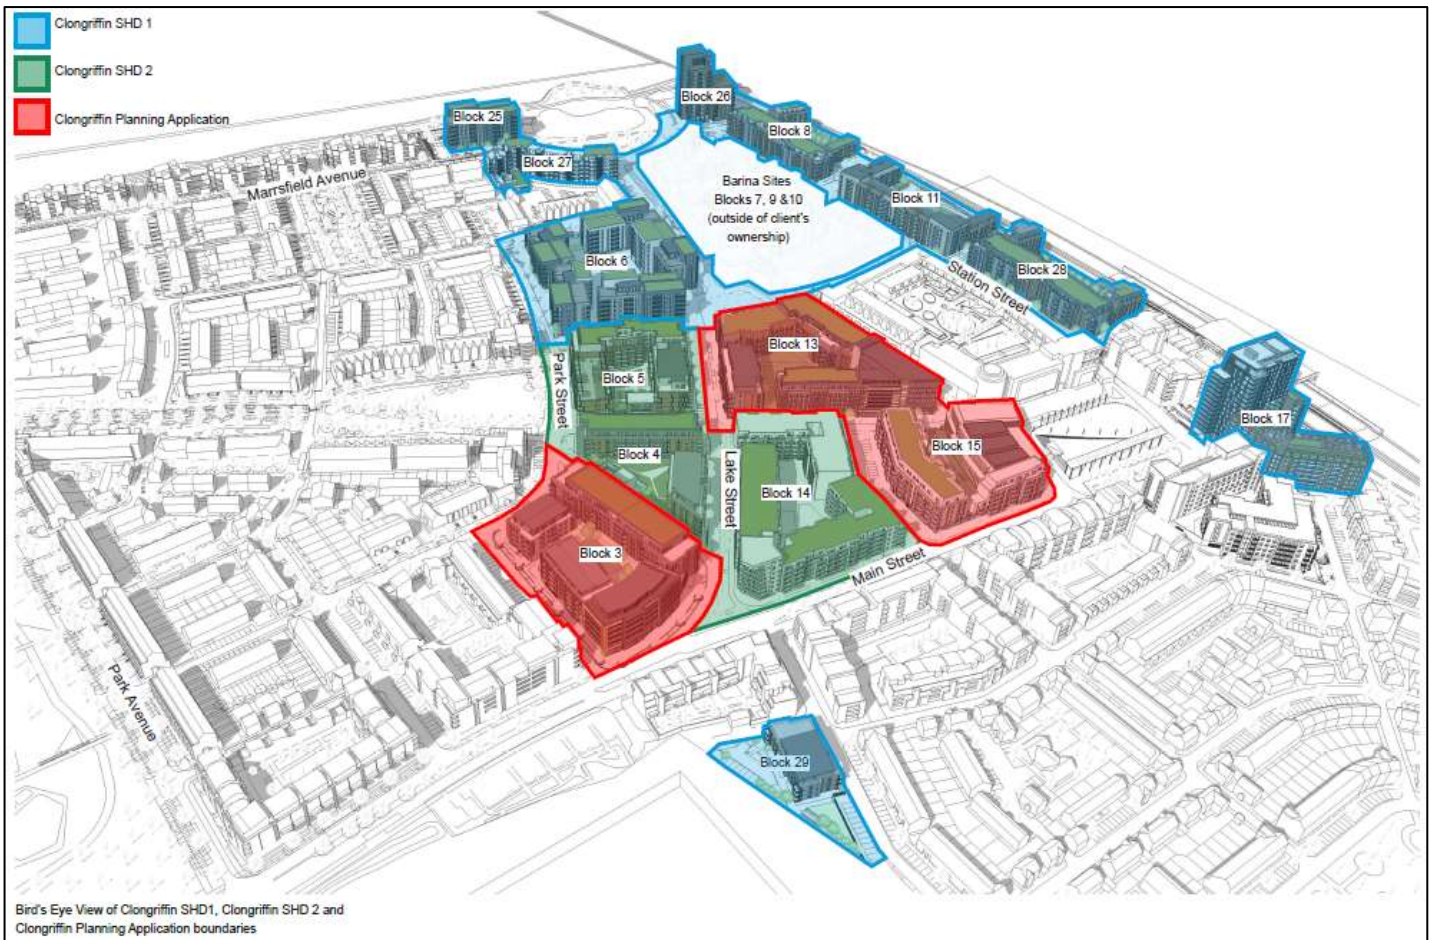 Clongriffin SHD 1
Clongriffin SHD 2
Clongriffin Planning Application
Block 26
Block 25
Block 8
Block 27
Marrsfield Avenue
Barina Sites
Blocks 7, 9 &10
(outside of client's
ownership)
Block 11
Block 6
Block 28
Station Street
Block 13
Park Street
Block 5
Block 17
Block 4
Block 15
Lake Street
Block 14
Block 3
Main Street
Park Avenue
Block 29
Bird's Eye View of Clongriffin SHD1, Clongriffin SHD 2 and
Clongriffin Planning Application boundaries